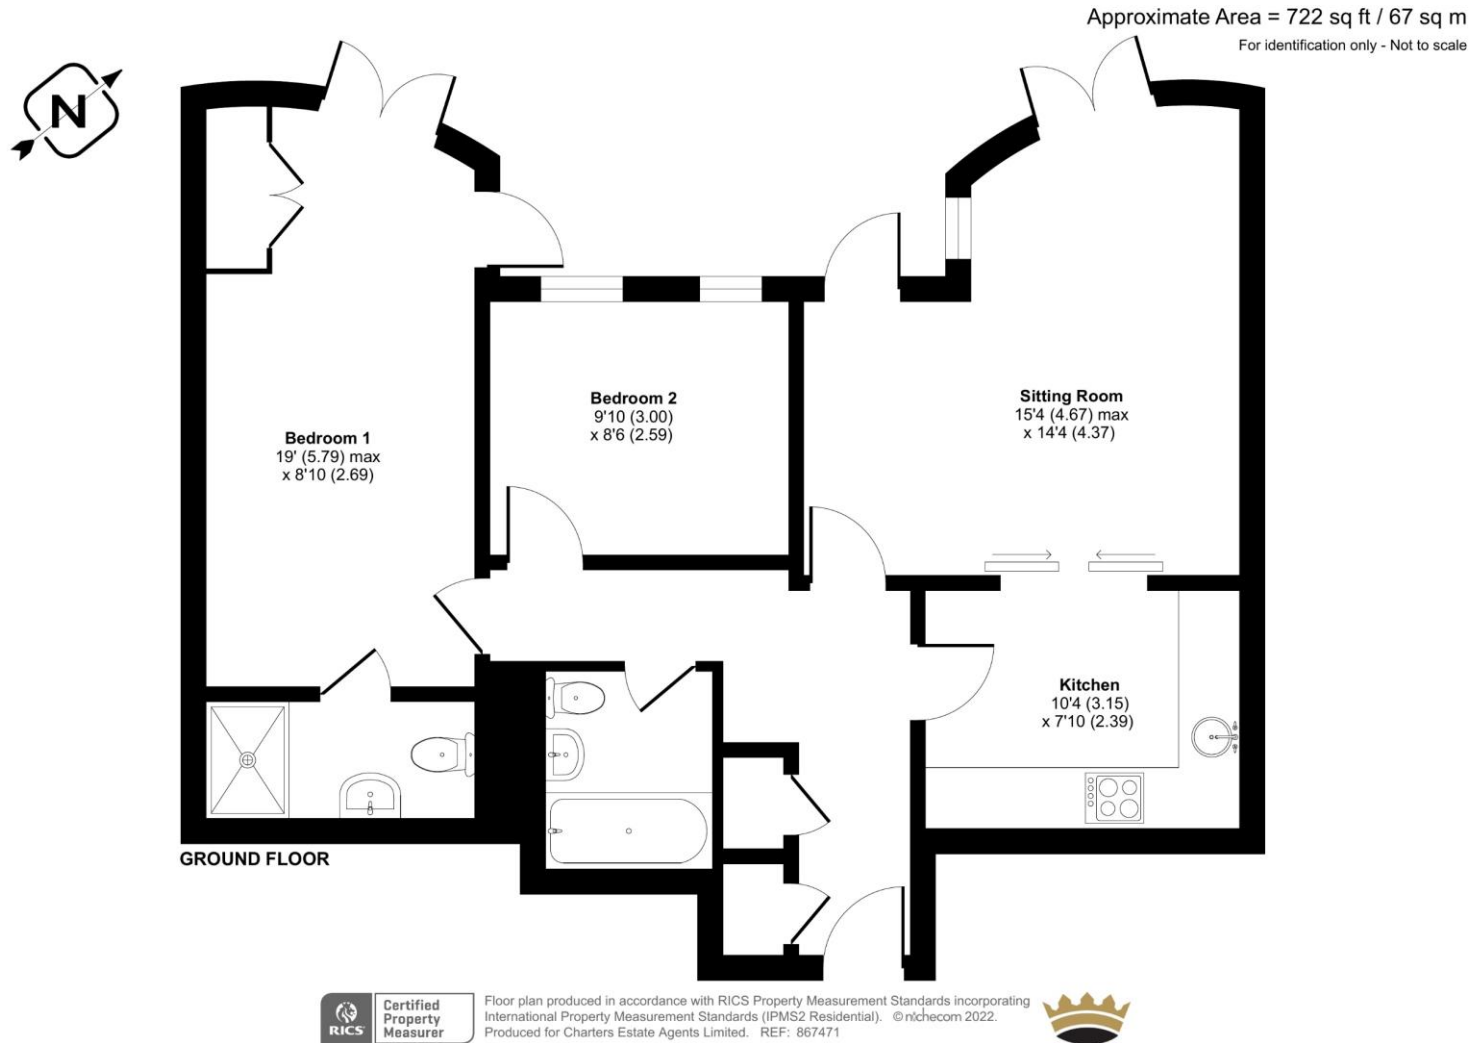 Approximate Area = 722 sq ft / 67 sq m
For identification only - Not to scale
N
Bedroom 1
19' (5.79) max
x 8'10 (2.69)
Bedroom 2
9'10 (3.00)
x 8'6 (2.59)
Sitting Room
15'4 (4.67) max
x 14'4 (4.37)
Kitchen
10'4 (3.15)
x 7'10 (2.39)
GROUND FLOOR
RICS
Certified
Property
Measurer
Floor plan produced in accordance with RICS Property Measurement Standards incorporating
International Property Measurement Standards (IPMS2 Residential). ©nichecom 2022.
Produced for Charters Estate Agents Limited. REF: 867471